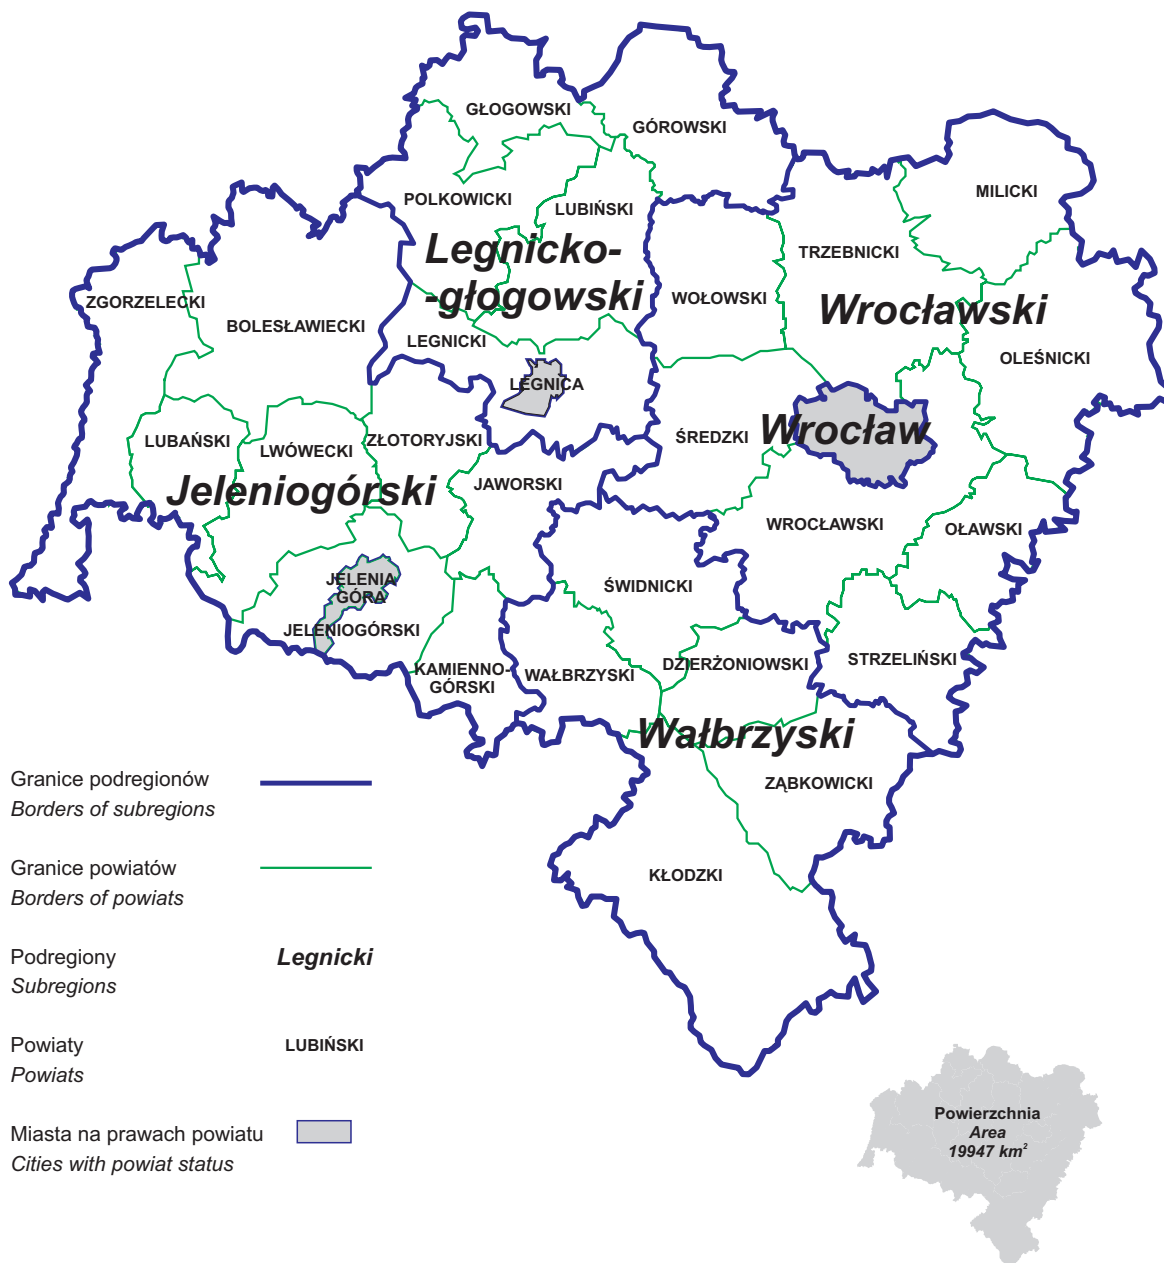 GŁOGOWSKI
GÓROWSKI
MILICKI
POLKOWICKI
LUBIŃSKI
TRZEBNICKI
Legnicko-
-głogowski
ZGORZELECKI
WOŁOWSKI
Wrocławski
BOLESŁAWIECKI
LEGNICKI
OLEŚNICKI
LEGNICA
LUBAŃSKI
LWÓWECKI
ZŁOTORYJSKI
ŚREDZKI
Wrocław
Jeleniogórski
JAWORSKI
WROCŁAWSKI
OŁAWSKI
JELENIA
GÓRA
ŚWIDNICKI
JELENIOGÓRSKI
KAMIENNO-
GÓRSKI
WAŁBRZYSKI
DZIERŻONIOWSKI
STRZELIŃSKI
Wałbrzyski
ZĄBKOWICKI
KŁODZKI
Granice podregionów
Borders of subregions
Granice powiatów
Borders of powiats
Podregiony
Subregions
Legnicki
Powiaty
Powiats
LUBIŃSKI
Miasta na prawach powiatu
Cities with powiat status
Powierzchnia
Area
19947 km²